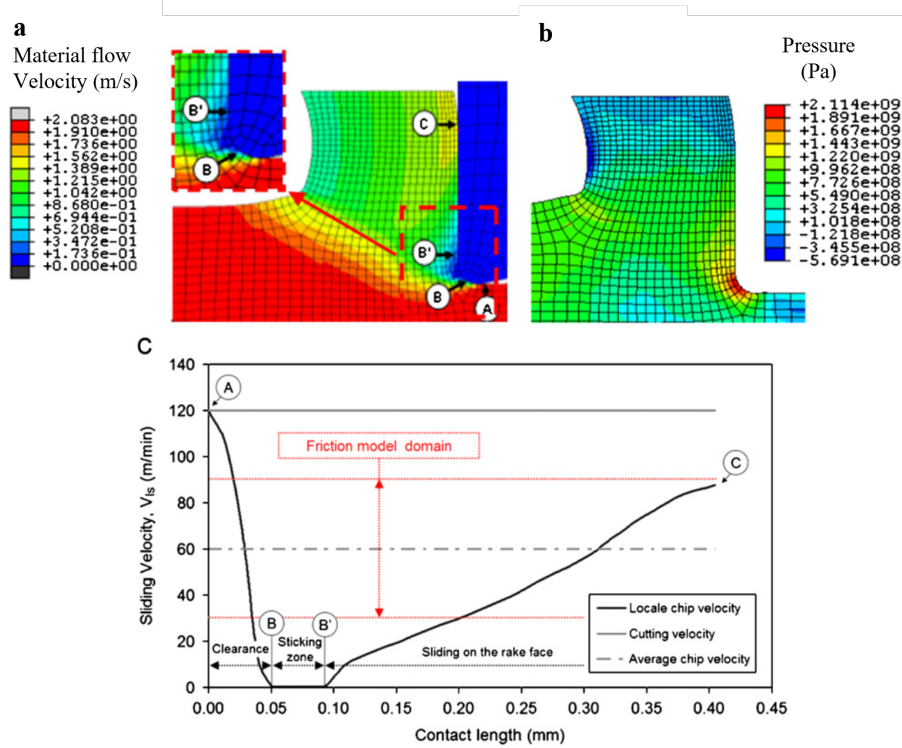 a
Material flow
Velocity (m/s)
+2.083e+00
+1.910e+00
+1.736e+00
+1.562e+00
+1.389e+00
+1.215e+00
+1.042e+00
+8.680e-01
+6.944e-01
+5.208e-01
+3.472e-01
+1.736e-01
+0.000e+00
B'
B
C
B'
B
A
b
Pressure
(Pa)
+2.114e+09
+1.891e+09
+1.667e+09
+1.443e+09
+1.220e+09
+9.962e+08
+7.726e+08
+5.490e+08
+3.254e+08
+1.018e+08
-1.218e+08
-3.455e+08
-5.691e+08
C
Sliding Velocity, Vls (m/min)
140
120
100
80
60
40
20
0
A
Friction model domain
C
B
B'
Clearance
Sticking
zone
Sliding on the rake face
Locale chip velocity
Cutting velocity
Average chip velocity
0.00 0.05 0.10 0.15 0.20 0.25 0.30 0.35 0.40 0.45
Contact length (mm)